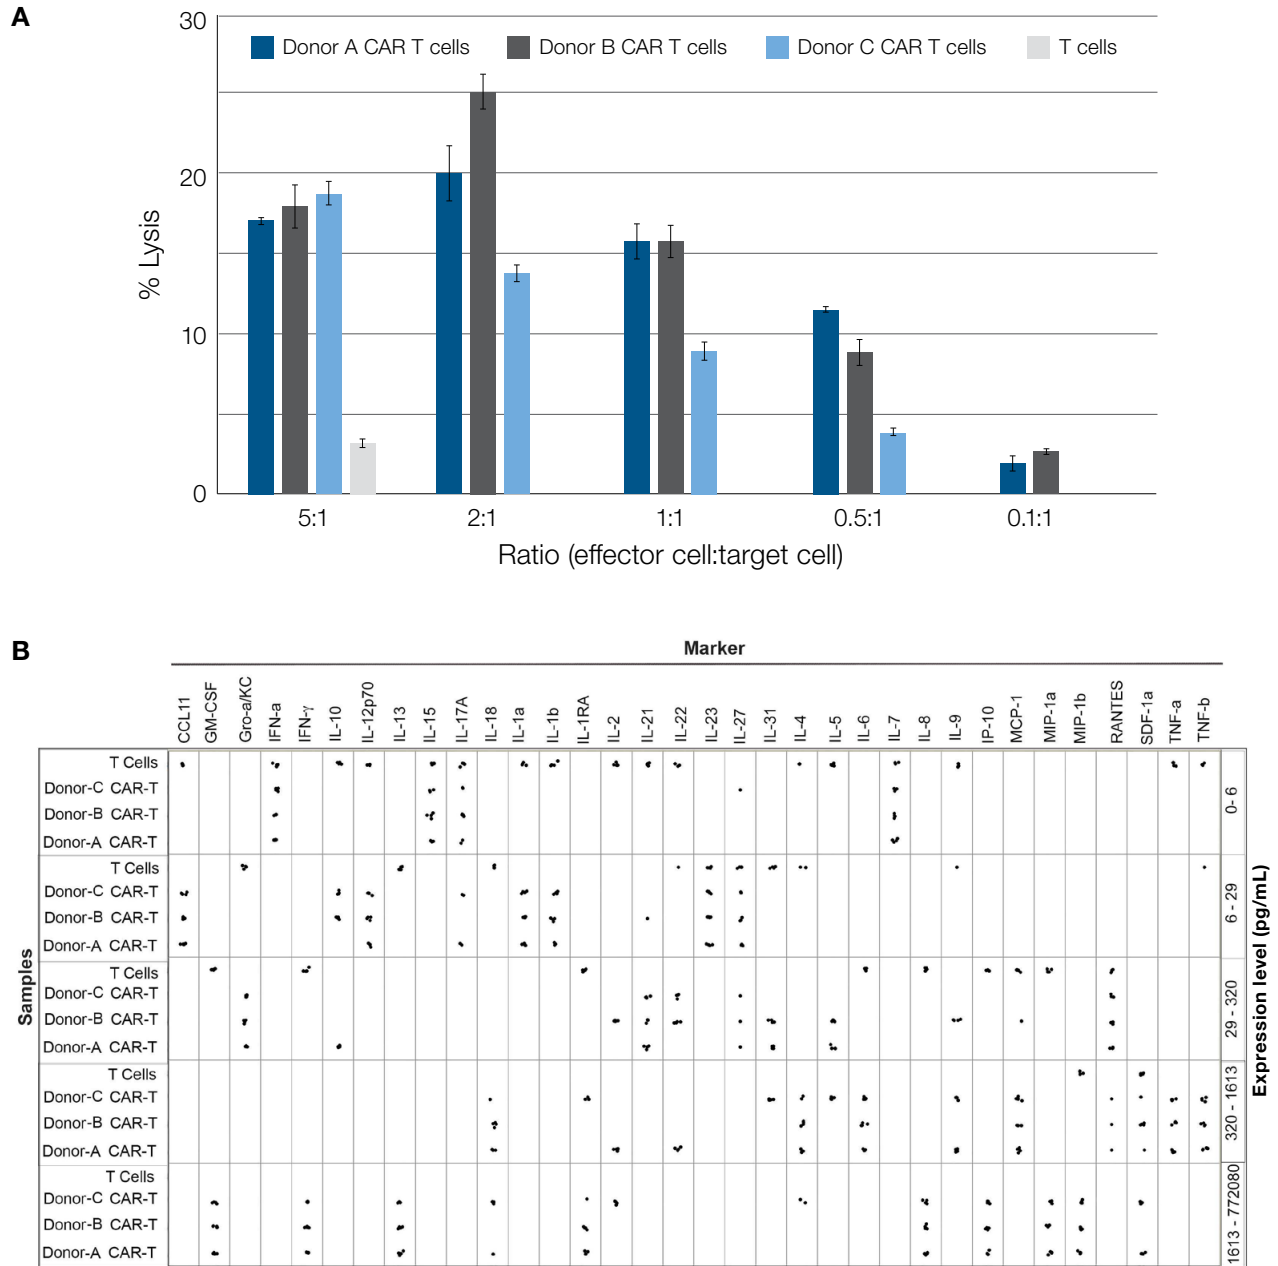 A
30
20
10
0
% Lysis
Donor A CAR T cells
Donor B CAR T cells
Donor C CAR T cells
T cells
5:1
2:1
1:1
0.5:1
0.1:1
Ratio (effector cell:target cell)
B
Marker
CCL11
GM-CSF
Gro-a/KC
IFN-a
IFN-γ
IL-10
IL-12p70
IL-13
IL-15
IL-17A
IL-18
IL-1a
IL-1b
IL-1RA
IL-2
IL-21
IL-22
IL-23
IL-27
IL-31
IL-4
IL-5
IL-6
IL-7
IL-8
IL-9
IP-10
MCP-1
MIP-1a
MIP-1b
RANTES
SDF-1a
TNF-a
TNF-b
Samples
T Cells
Donor-C CAR-T
Donor-B CAR-T
Donor-A CAR-T
0- 6
T Cells
Donor-C CAR-T
Donor-B CAR-T
Donor-A CAR-T
6 - 29
T Cells
Donor-C CAR-T
Donor-B CAR-T
Donor-A CAR-T
29 - 320
T Cells
Donor-C CAR-T
Donor-B CAR-T
Donor-A CAR-T
320 - 1613
T Cells
Donor-C CAR-T
Donor-B CAR-T
Donor-A CAR-T
1613 - 772080
Expression level (pg/mL)